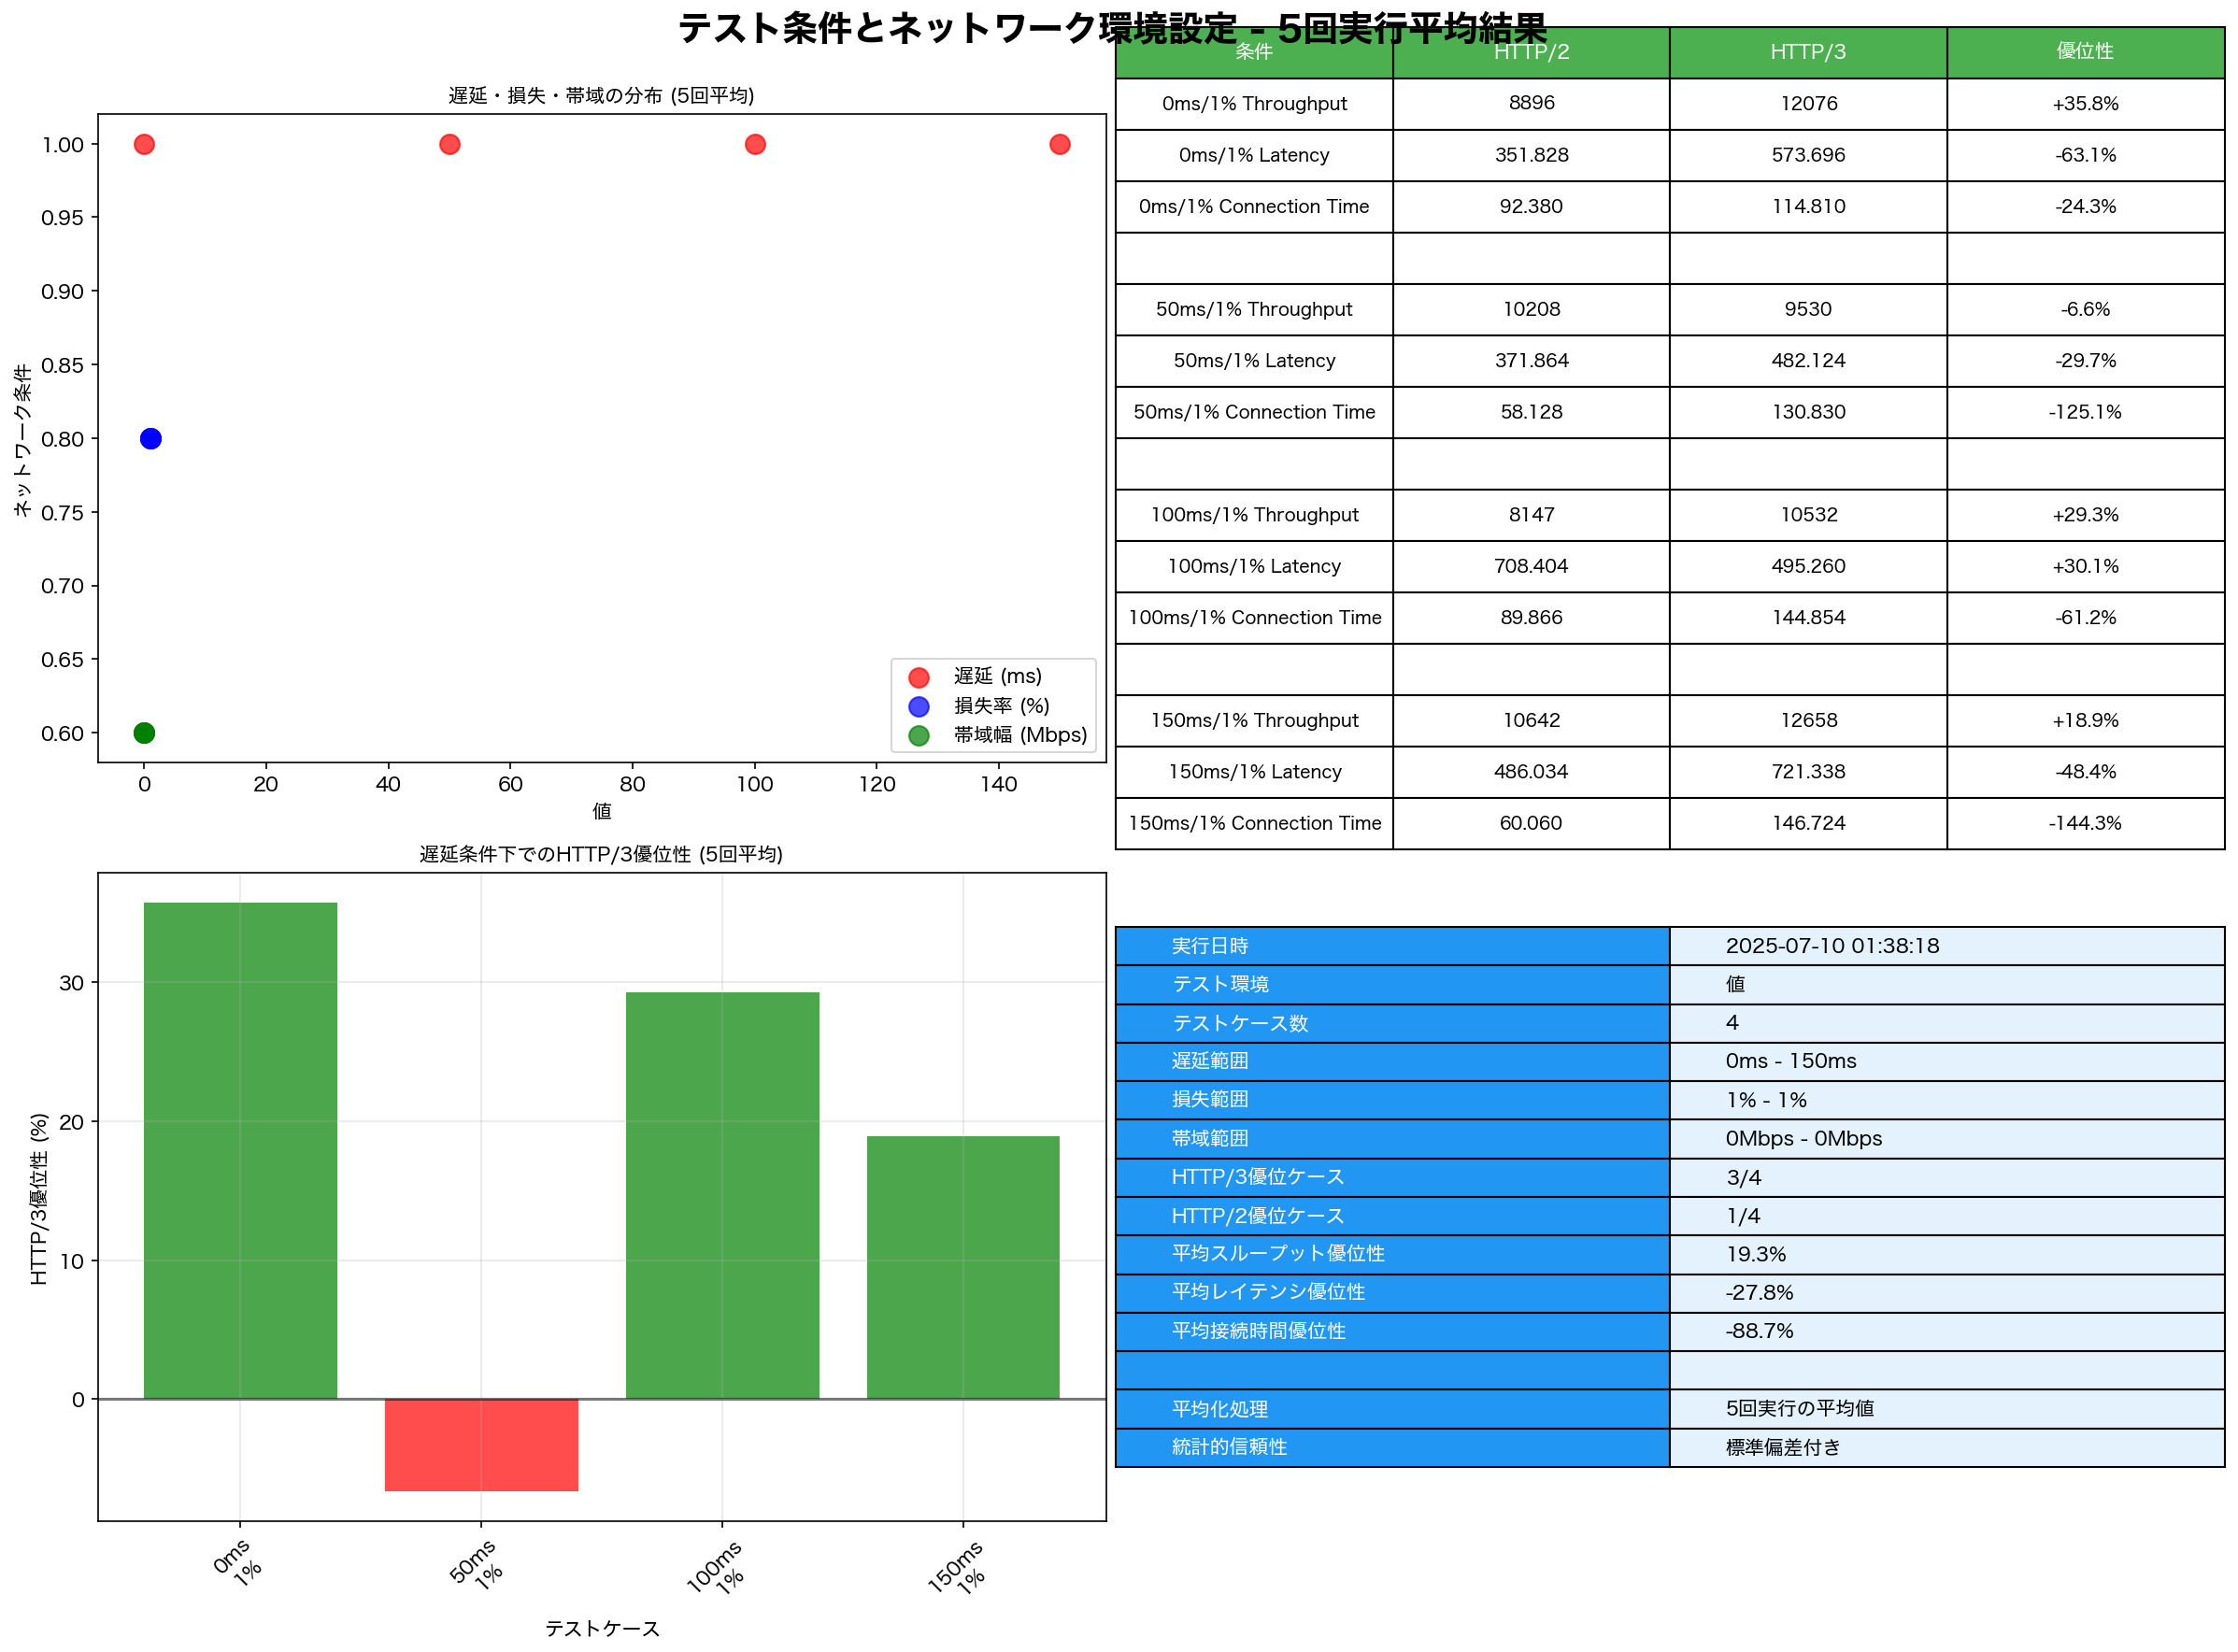 テスト条件とネットワーク環境設定 - 5回実行平均結果
遅延・損失・帯域の分布 (5回平均)
ネットワーク条件
1.00
0.95
0.90
0.85
0.80
0.75
0.70
0.65
0.60
0 20 40 60 80 100 120 140
値
遅延 (ms)
損失率 (%)
帯域幅 (Mbps)
条件 HTTP/2 HTTP/3 優位性
0ms/1% Throughput 8896 12076 +35.8%
0ms/1% Latency 351.828 573.696 -63.1%
0ms/1% Connection Time 92.380 114.810 -24.3%
50ms/1% Throughput 10208 9530 -6.6%
50ms/1% Latency 371.864 482.124 -29.7%
50ms/1% Connection Time 58.128 130.830 -125.1%
100ms/1% Throughput 8147 10532 +29.3%
100ms/1% Latency 708.404 495.260 +30.1%
100ms/1% Connection Time 89.866 144.854 -61.2%
150ms/1% Throughput 10642 12658 +18.9%
150ms/1% Latency 486.034 721.338 -48.4%
150ms/1% Connection Time 60.060 146.724 -144.3%
遅延条件下でのHTTP/3優位性 (5回平均)
HTTP/3優位性 (%)
30
20
10
0
0ms
1%
50ms
1%
100ms
1%
150ms
1%
テストケース
実行日時 2025-07-10 01:38:18
テスト環境 値
テストケース数 4
遅延範囲 0ms - 150ms
損失範囲 1% - 1%
帯域範囲 0Mbps - 0Mbps
HTTP/3優位ケース 3/4
HTTP/2優位ケース 1/4
平均スループット優位性 19.3%
平均レイテンシ優位性 -27.8%
平均接続時間優位性 -88.7%
平均化処理 5回実行の平均値
統計的信頼性 標準偏差付き